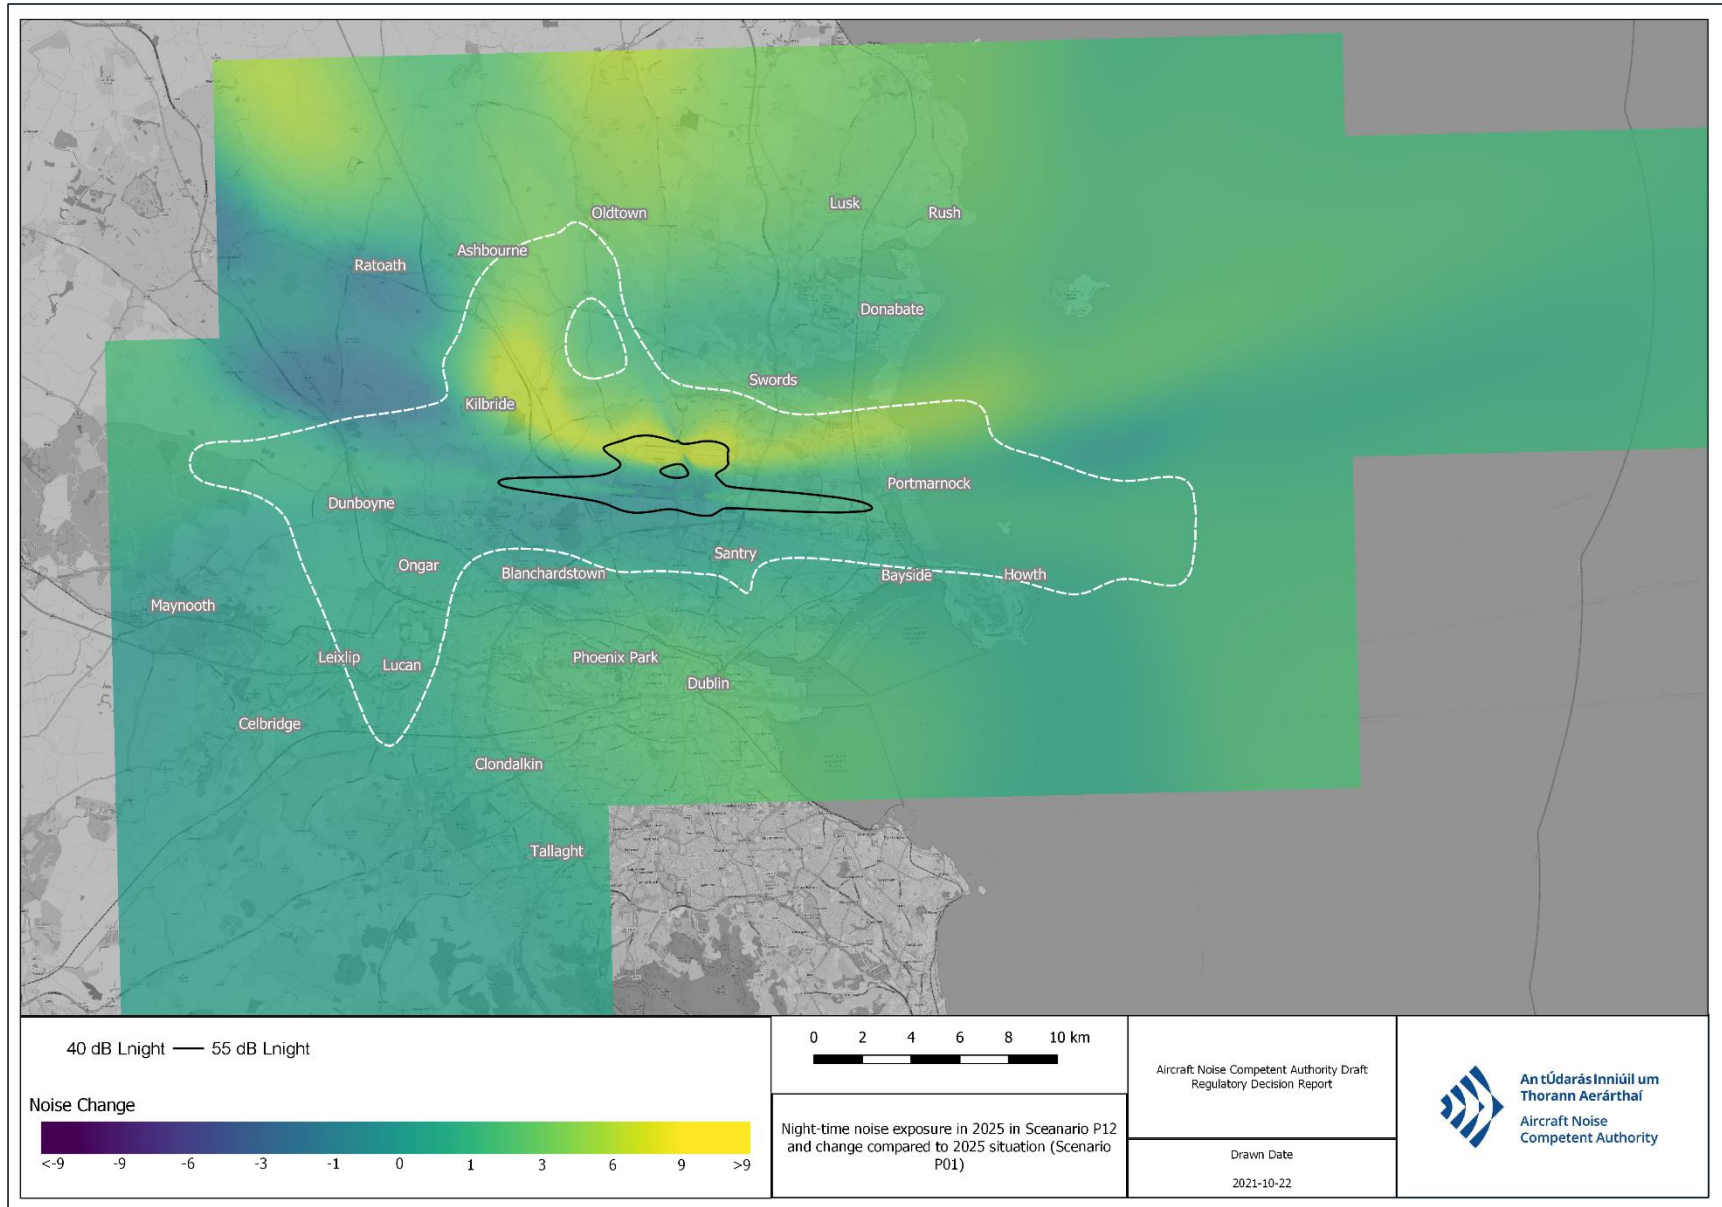 Oldtown
Lusk
Rush
Ashbourne
Ratoath
Donabate
Swords
Kilbride
Portmarnock
Dunboyne
Santry
Ongar
Blanchardstown
Bayside
Howth
Maynooth
Leixlip
Lucan
Phoenix Park
Dublin
Celbridge
Clondalkin
Tallaght
40 dB Lnight
55 dB Lnight
Noise Change
<-9 -9 -6 -3 -1 0 1 3 6 9 >9
0 2 4 6 8 10 km
Night-time noise exposure in 2025 in Sceanario P12
and change compared to 2025 situation (Scenario
P01)
Aircraft Noise Competent Authority Draft
Regulatory Decision Report
Drawn Date
2021-10-22
An tÚdarás Inniúil um
Thorann Aerárthaí
Aircraft Noise
Competent Authority